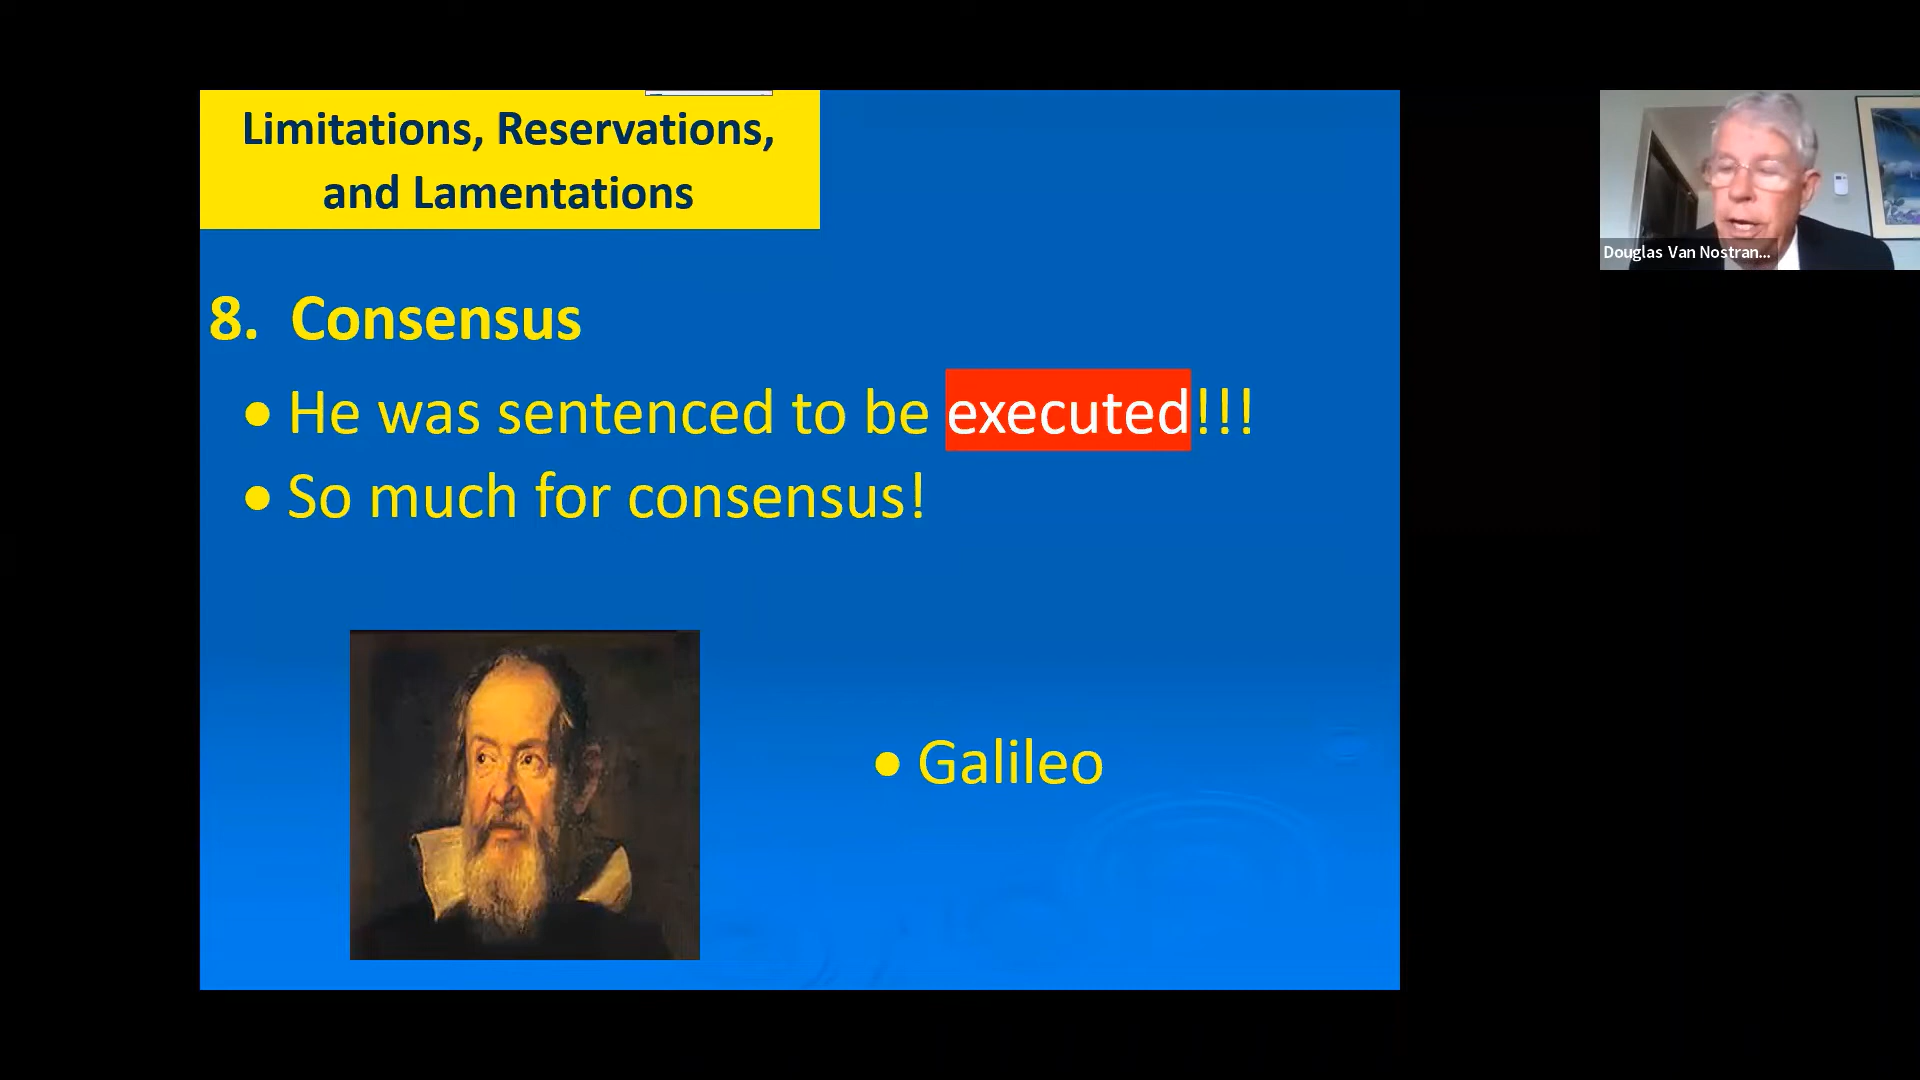 Limitations, Reservations,
and Lamentations
8. Consensus
• He was sentenced to be executed!!!
• So much for consensus!
• Galileo
Douglas Van Nostran...